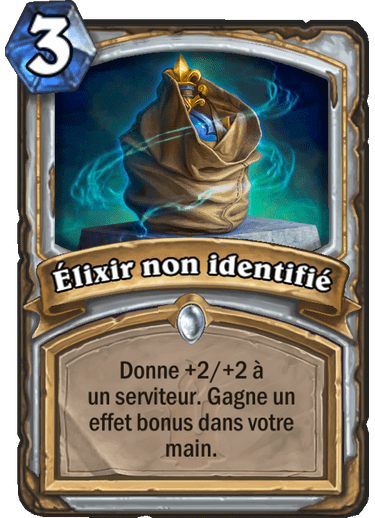 3
Élixir non identifié
Donne +2/+2 à
un serviteur. Gagne un
effet bonus dans votre
main.